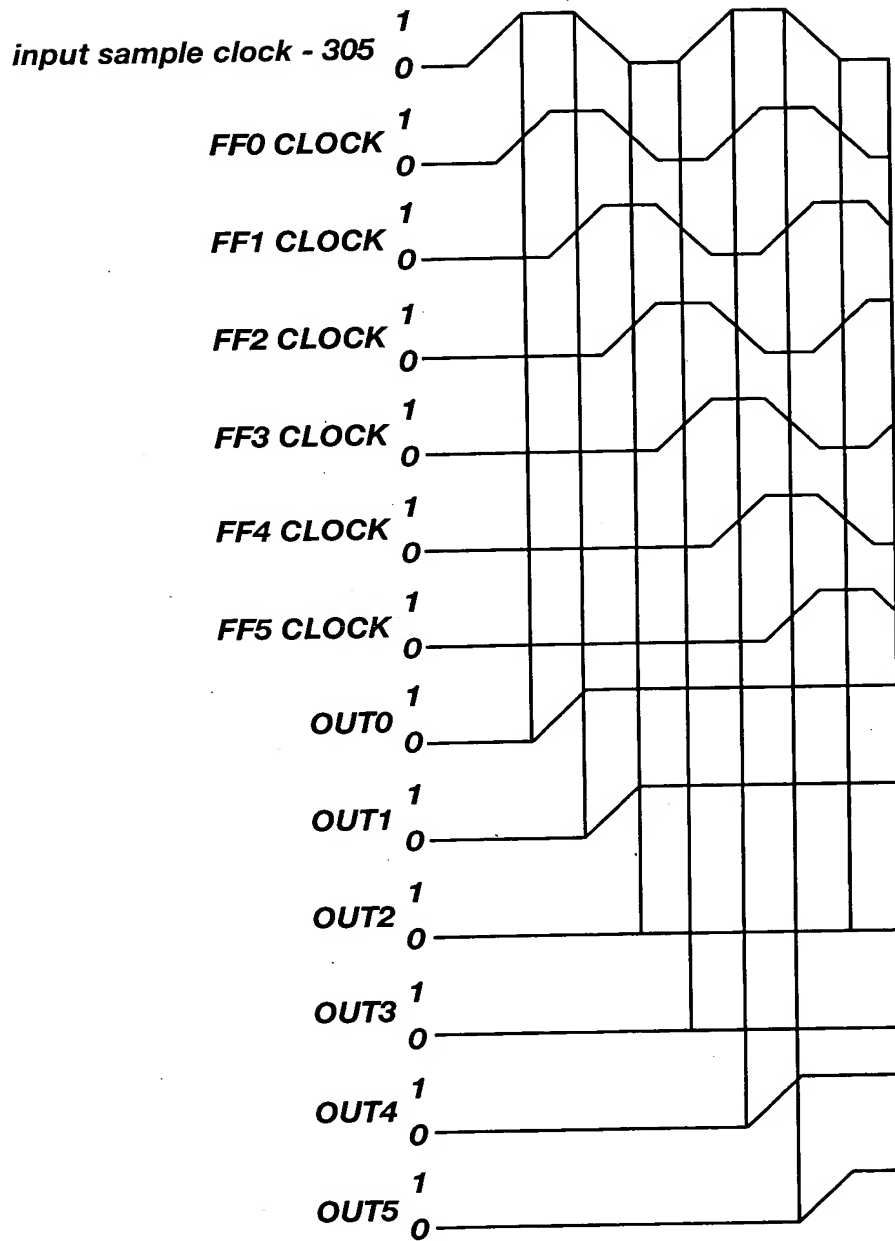 1
input sample clock - 305
0
1
FF0 CLOCK
0
1
FF1 CLOCK
0
1
FF2 CLOCK
0
1
FF3 CLOCK
0
1
FF4 CLOCK
0
1
FF5 CLOCK
0
1
OUT0
0
1
OUT1
0
1
OUT2
0
1
OUT3
0
1
OUT4
0
1
OUT5
0